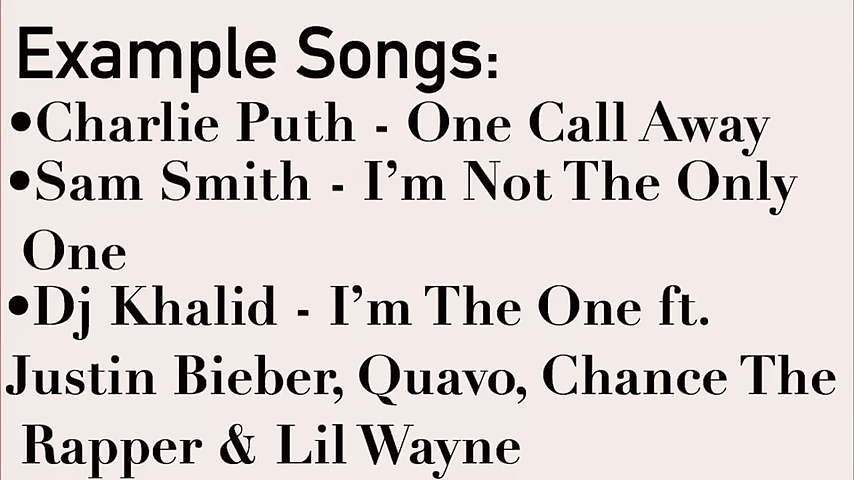 Example Songs:
•Charlie Puth - One Call Away
•Sam Smith - I’m Not The Only
One
•Dj Khalid - I’m The One ft.
Justin Bieber, Quavo, Chance The
Rapper & Lil Wayne